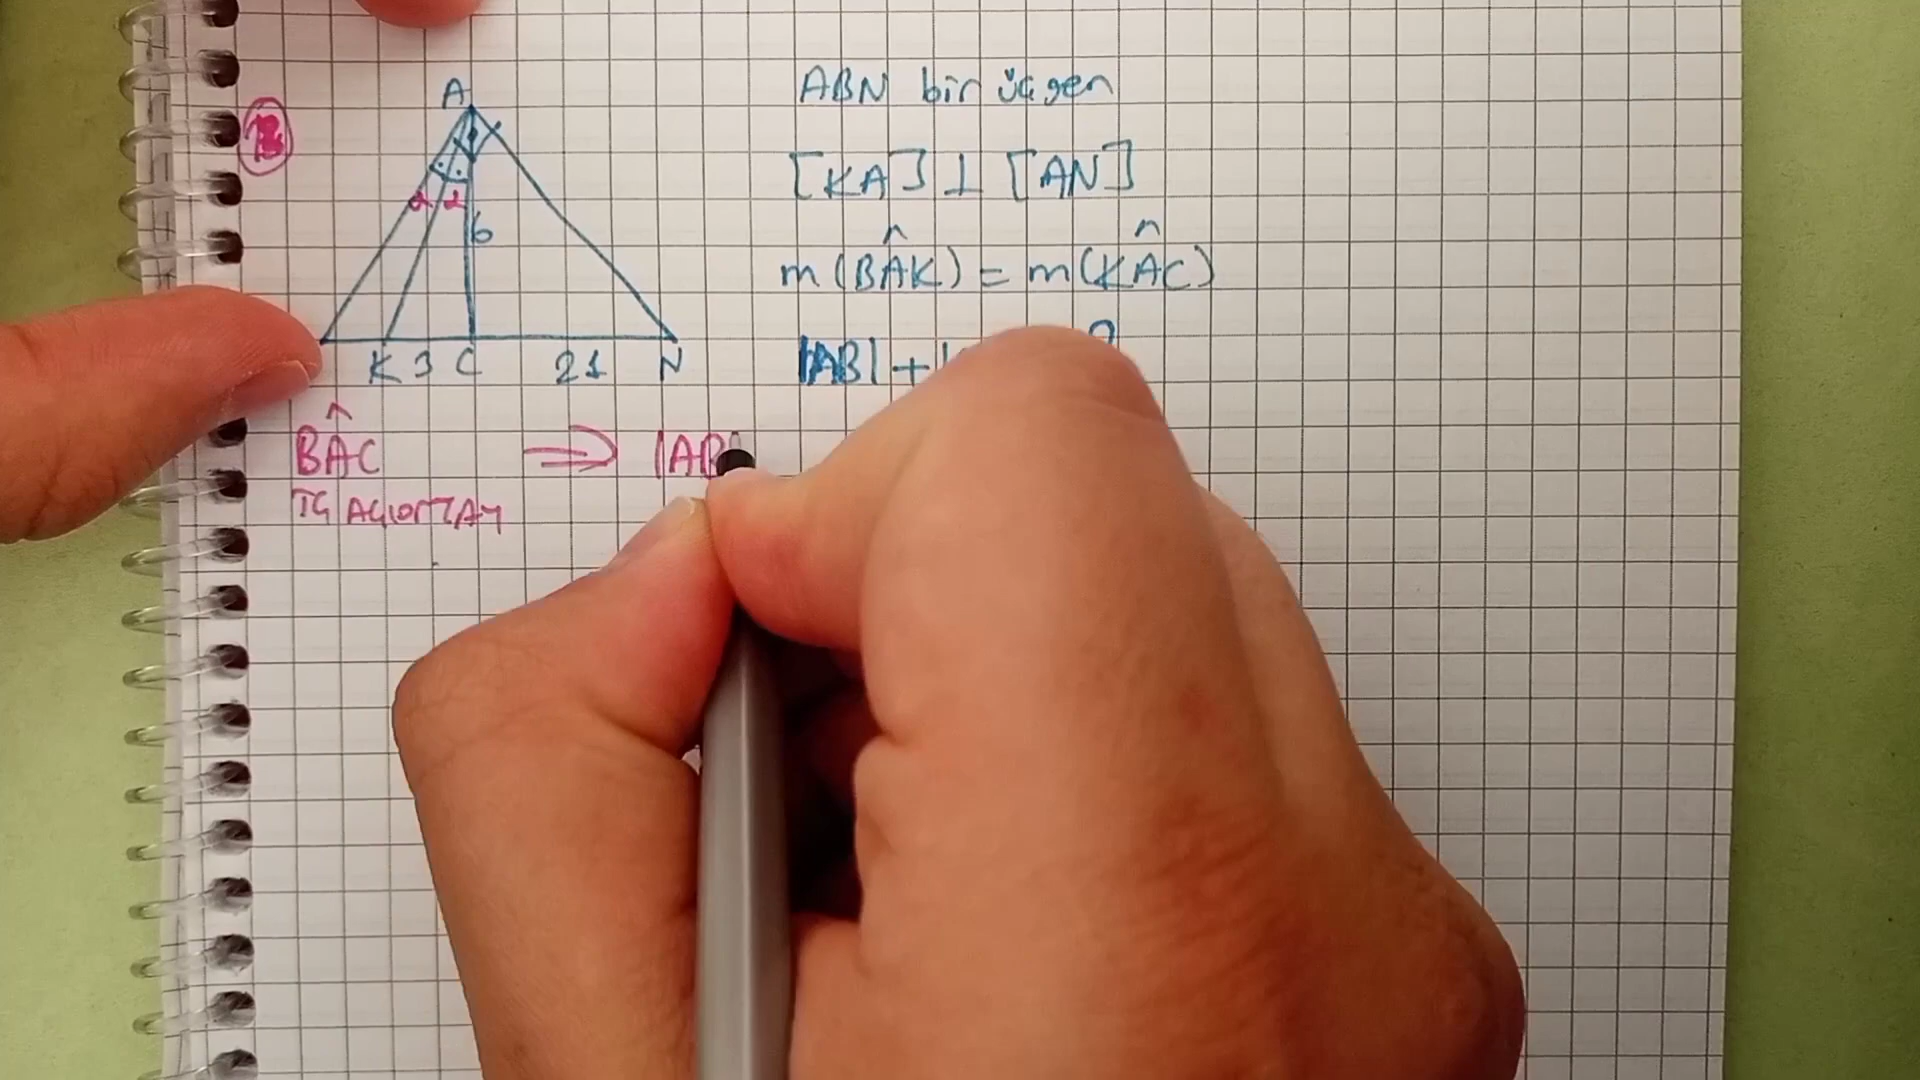 A
α α
6
K 3 C 21 N
ABN bir üçgen
[KA] ⊥ [AN]
m(BÂK) = m(KÂC)
|AB| + | ?
BÂC ⇒ |AB|
İÇ AÇIORTAY